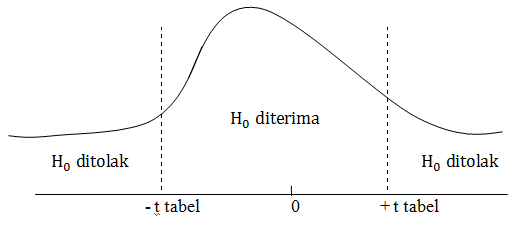 H₀ diterima
H₀ ditolak
H₀ ditolak
- t tabel
0
+ t tabel